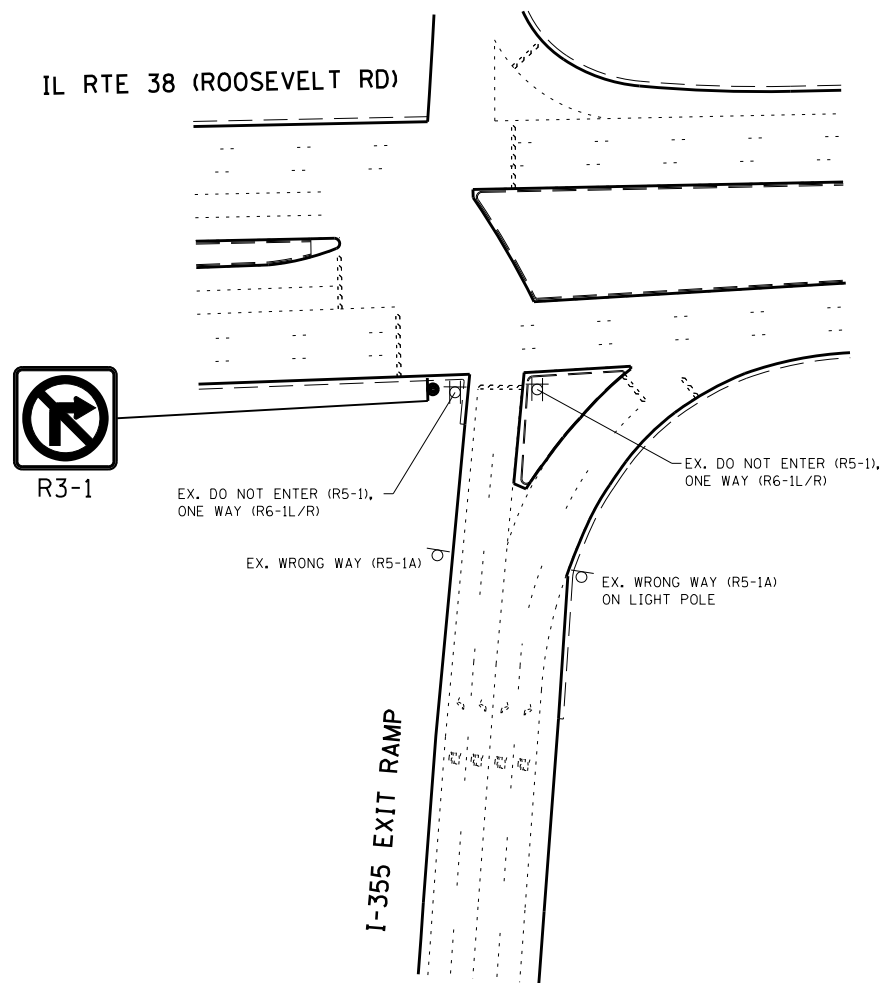 IL RTE 38 (ROOSEVELT RD)
R3-1
EX. DO NOT ENTER (R5-1),
ONE WAY (R6-1L/R)
EX. DO NOT ENTER (R5-1),
ONE WAY (R6-1L/R)
EX. WRONG WAY (R5-1A)
EX. WRONG WAY (R5-1A)
ON LIGHT POLE
I-355 EXIT RAMP